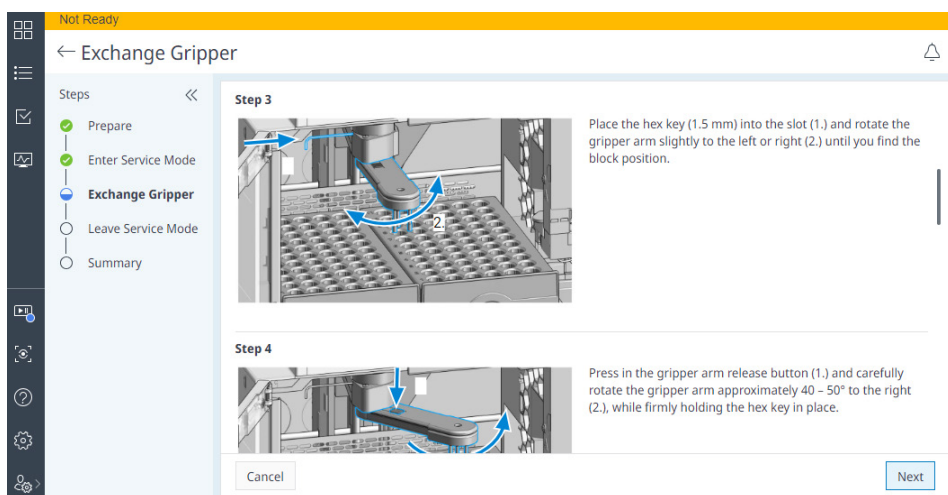 Not Ready
Exchange Gripper
Steps
Prepare
Enter Service Mode
Exchange Gripper
Leave Service Mode
Summary
Step 3
2.
Place the hex key (1.5 mm) into the slot (1.) and rotate the
gripper arm slightly to the left or right (2.) until you find the
block position.
Step 4
Press in the gripper arm release button (1.) and carefully
rotate the gripper arm approximately 40 – 50° to the right
(2.), while firmly holding the hex key in place.
Cancel
Next